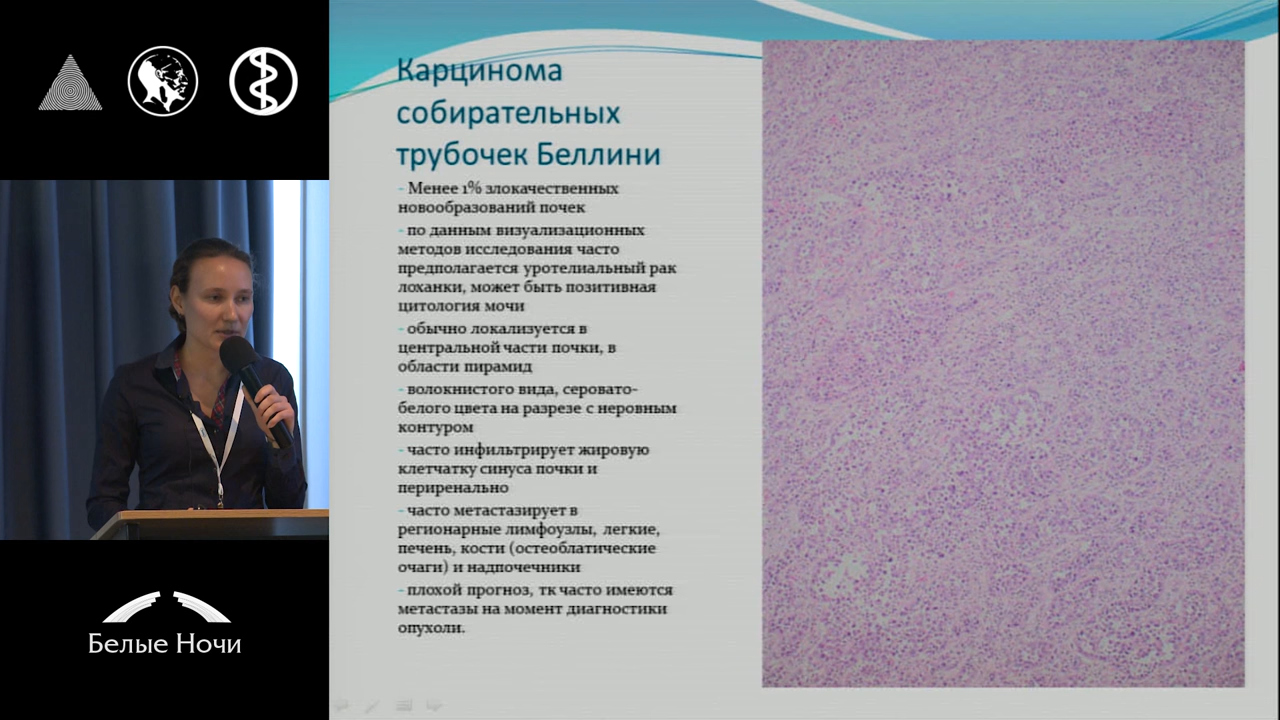 Карцинома
собирательных
трубочек Беллини
- Менее 1% злокачественных
новообразований почек
- по данным визуализационных
методов исследования часто
предполагается уротелиальный рак
лоханки, может быть позитивная
цитология мочи
- обычно локализуется в
центральной части почки, в
области пирамид
- волокнистого вида, серовато-
белого цвета на разрезе с неровным
контуром
- часто инфильтрирует жировую
клетчатку синуса почки и
периренально
- часто метастазирует в
регионарные лимфоузлы, легкие,
печень, кости (остеоблатические
очаги) и надпочечники
- плохой прогноз, тк часто имеются
метастазы на момент диагностики
опухоли.
Белые Ночи